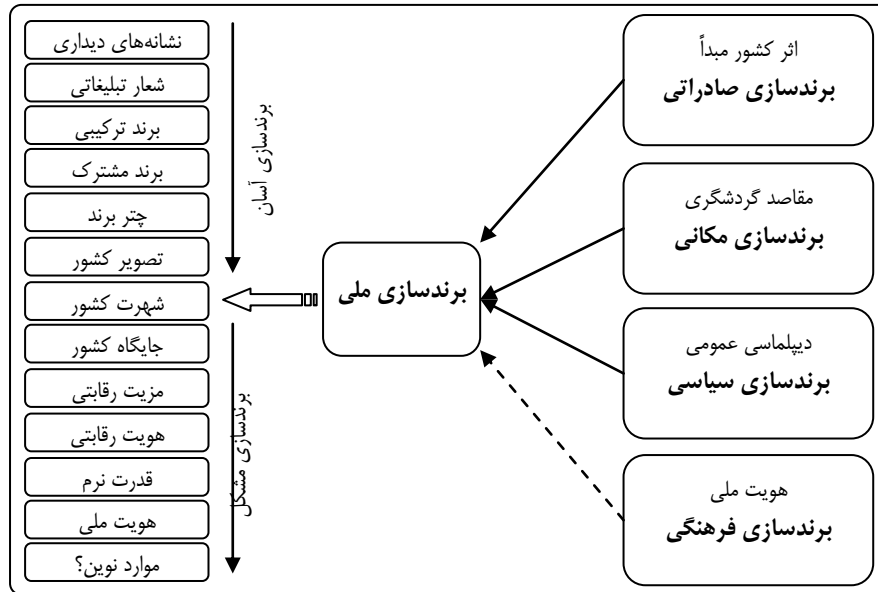 اثر کشور مبدأ
برندسازی صادراتی
مقاصد گردشگری
برندسازی مکانی
دیپلماسی عمومی
برندسازی سیاسی
هویت ملی
برندسازی فرهنگی
برندسازی ملی
برندسازی آسان
برندسازی مشکل
نشانه‌های دیداری
شعار تبلیغاتی
برند ترکیبی
برند مشترک
چتر برند
تصویر کشور
شهرت کشور
جایگاه کشور
مزیت رقابتی
هویت رقابتی
قدرت نرم
هویت ملی
موارد نوین؟